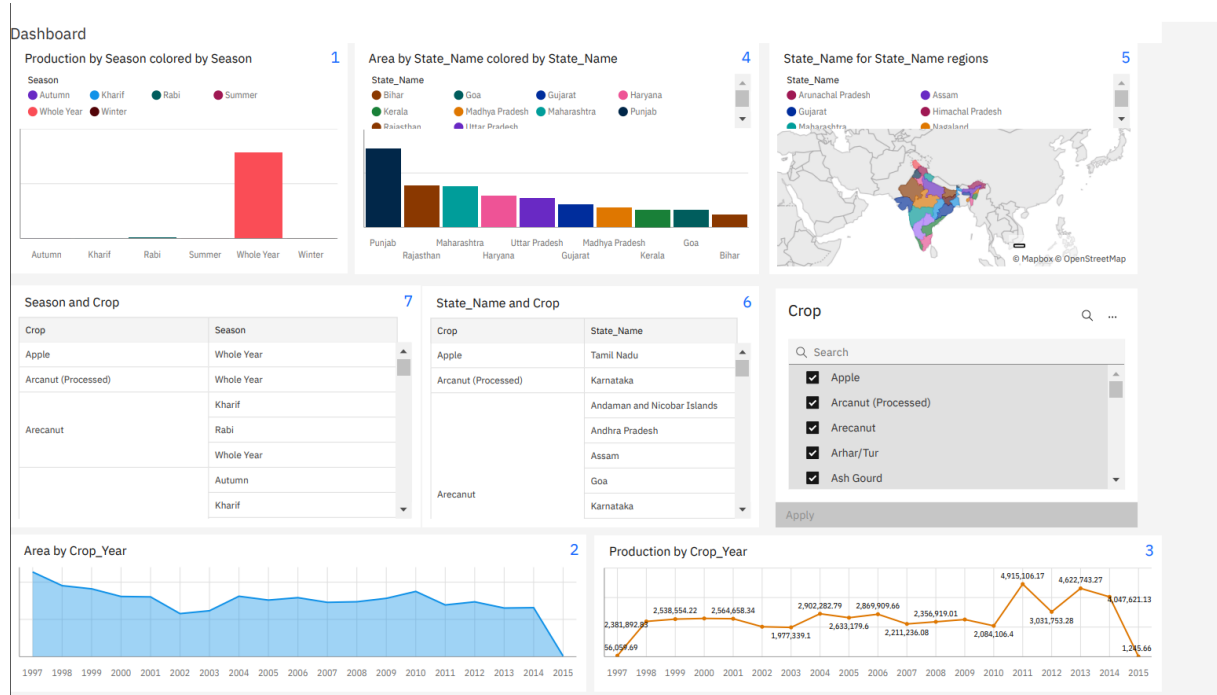 Dashboard
Production by Season colored by Season 1
Season
Autumn Kharif Rabi Summer
Whole Year Winter
Autumn Kharif Rabi Summer Whole Year Winter
Area by State_Name colored by State_Name 4
State_Name
Bihar Goa Gujarat Haryana
Kerala Madhya Pradesh Maharashtra Punjab
Rajasthan Uttar Pradesh
Punjab Maharashtra Uttar Pradesh Madhya Pradesh Goa
Rajasthan Haryana Gujarat Kerala Bihar
State_Name for State_Name regions 5
State_Name
Arunachal Pradesh Assam
Gujarat Himachal Pradesh
Maharashtra Nagaland
© Mapbox © OpenStreetMap
Season and Crop 7
Crop Season
Apple Whole Year
Arcanut (Processed) Whole Year
Kharif
Arecanut Rabi
Whole Year
Autumn
Kharif
State_Name and Crop 6
Crop State_Name
Apple Tamil Nadu
Arcanut (Processed) Karnataka
Andaman and Nicobar Islands
Andhra Pradesh
Assam
Goa
Arecanut
Karnataka
Crop ...
Search
Apple
Arcanut (Processed)
Arecanut
Arhar/Tur
Ash Gourd
Apply
Area by Crop_Year 2
1997 1998 1999 2000 2001 2002 2003 2004 2005 2006 2007 2008 2009 2010 2011 2012 2013 2014 2015
Production by Crop_Year 3
4,915,106.17 4,622,743.27
2,538,554.22 2,564,658.34 2,902,282.79 2,869,909.66 4,047,621.13
2,381,892.83 2,356,919.01 3,031,753.28
1,977,339.1 2,633,179.6 2,211,236.08 2,084,106.4
56,059.69 1,245.66
1997 1998 1999 2000 2001 2002 2003 2004 2005 2006 2007 2008 2009 2010 2011 2012 2013 2014 2015